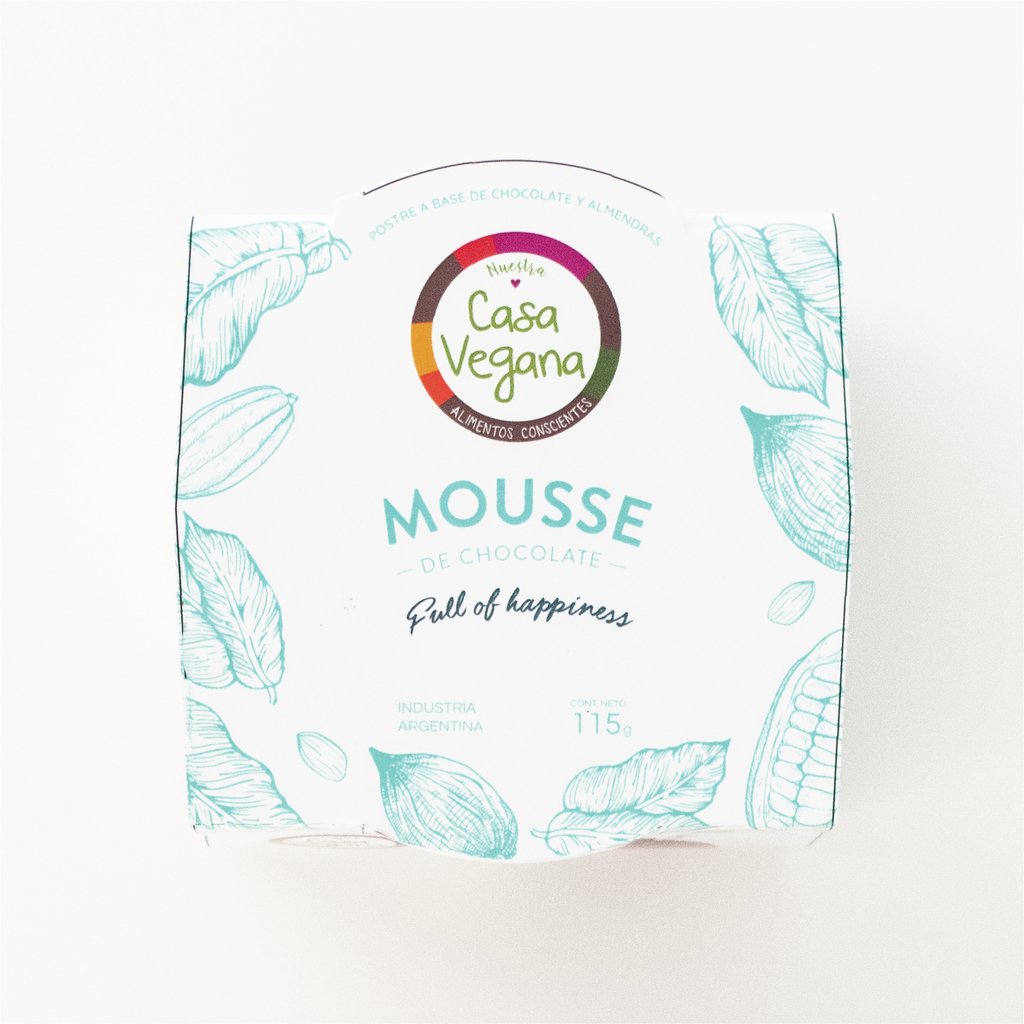 POSTRE A BASE DE CHOCOLATE Y ALMENDRAS
Nuestra
Casa
Vegana
ALIMENTOS CONSCIENTES
MOUSSE
DE CHOCOLATE
Full of happiness
INDUSTRIA
ARGENTINA
CONT. NETO
115g